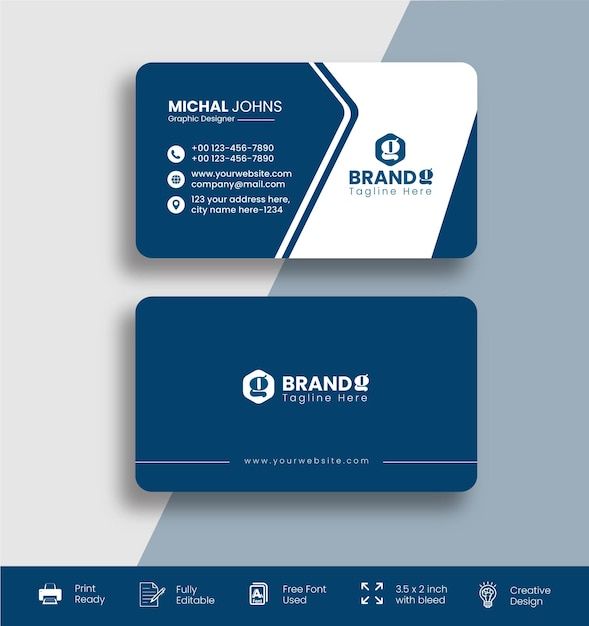 MICHAL JOHNS
Graphic Designer
+00 123-456-7890
+00 123-456-7890
www.yourwebsite.com
company@mail.com
123 your address here,
city name here-1234
g
BRAND g
Tagline Here
g
BRAND g
Tagline Here
www.yourwebsite.com
Print
Ready
Fully
Editable
A
Free Font
Used
3.5 x 2 inch
with bleed
Creative
Design